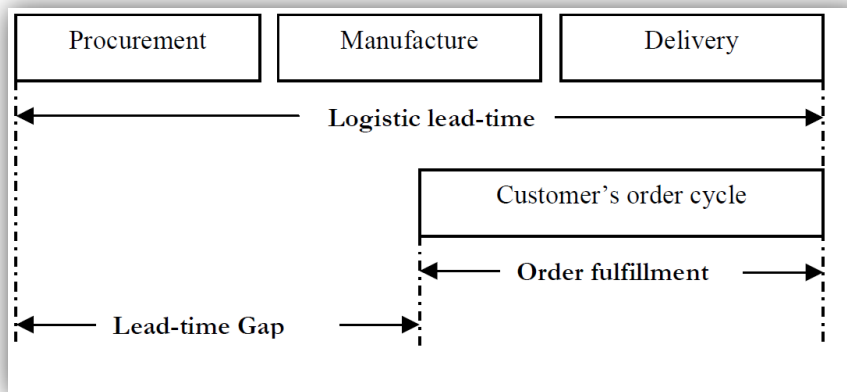 Procurement Manufacture Delivery
Logistic lead-time
Customer’s order cycle
Order fulfillment
Lead-time Gap